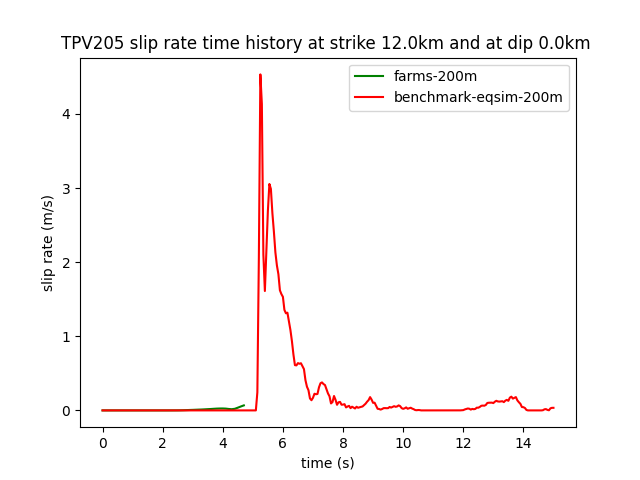 TPV205 slip rate time history at strike 12.0km and at dip 0.0km
farms-200m
benchmark-eqsim-200m
slip rate (m/s)
4
3
2
1
0
0 2 4 6 8 10 12 14
time (s)